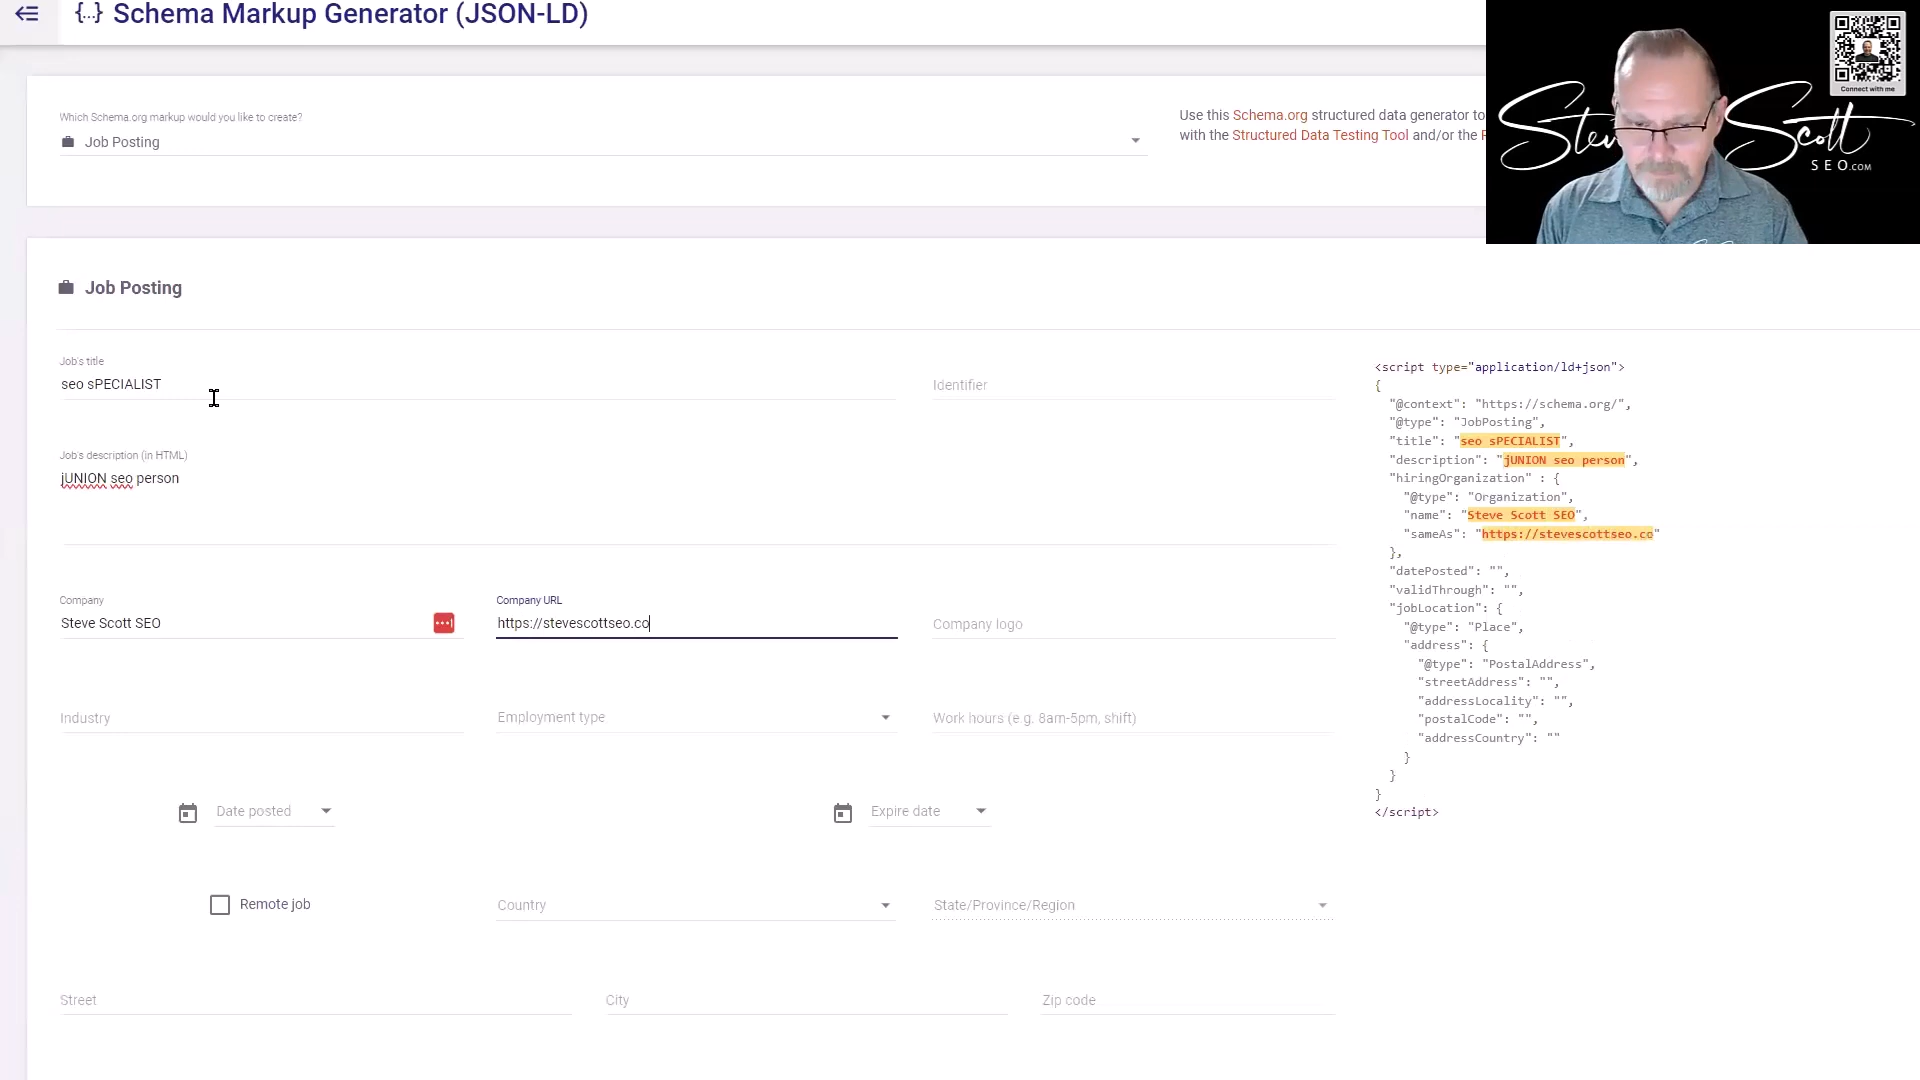 {...} Schema Markup Generator (JSON-LD)
Which Schema.org markup would you like to create?
Job Posting
Use this Schema.org structured data generator to
with the Structured Data Testing Tool and/or the
Connect with me
Steve Scott
SEO.COM
Job Posting
Job's title
seo sPECIALIST
Identifier
Job's description (in HTML)
jUNION seo person
Company
Steve Scott SEO
Company URL
https://stevescottseo.co
Company logo
Industry
Employment type
Work hours (e.g. 8am-5pm, shift)
Date posted
Expire date
Remote job
Country
State/Province/Region
Street
City
Zip code
<script type="application/ld+json">
{
"@context": "https://schema.org/",
"@type": "JobPosting",
"title": "seo sPECIALIST",
"description": "jUNION seo person",
"hiringOrganization" : {
"@type": "Organization",
"name": "Steve Scott SEO",
"sameAs": "https://stevescottseo.co"
},
"datePosted": "",
"validThrough": "",
"jobLocation": {
"@type": "Place",
"address": {
"@type": "PostalAddress",
"streetAddress": "",
"addressLocality": "",
"postalCode": "",
"addressCountry": ""
}
}
}
</script>